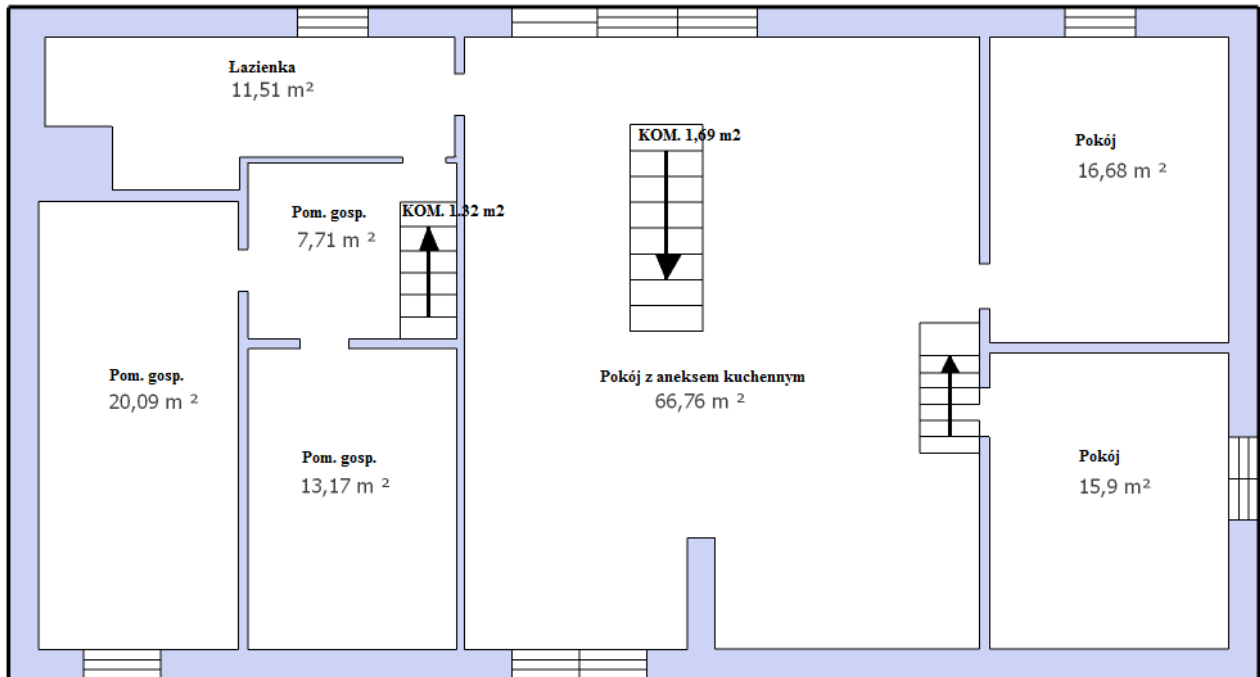 Łazienka
11,51 m²
KOM. 1,69 m2
Pokój
16,68 m ²
Pom. gosp.
7,71 m ²
KOM. 1.32 m2
Pom. gosp.
20,09 m ²
Pokój z aneksem kuchennym
66,76 m ²
Pom. gosp.
13,17 m ²
Pokój
15,9 m²